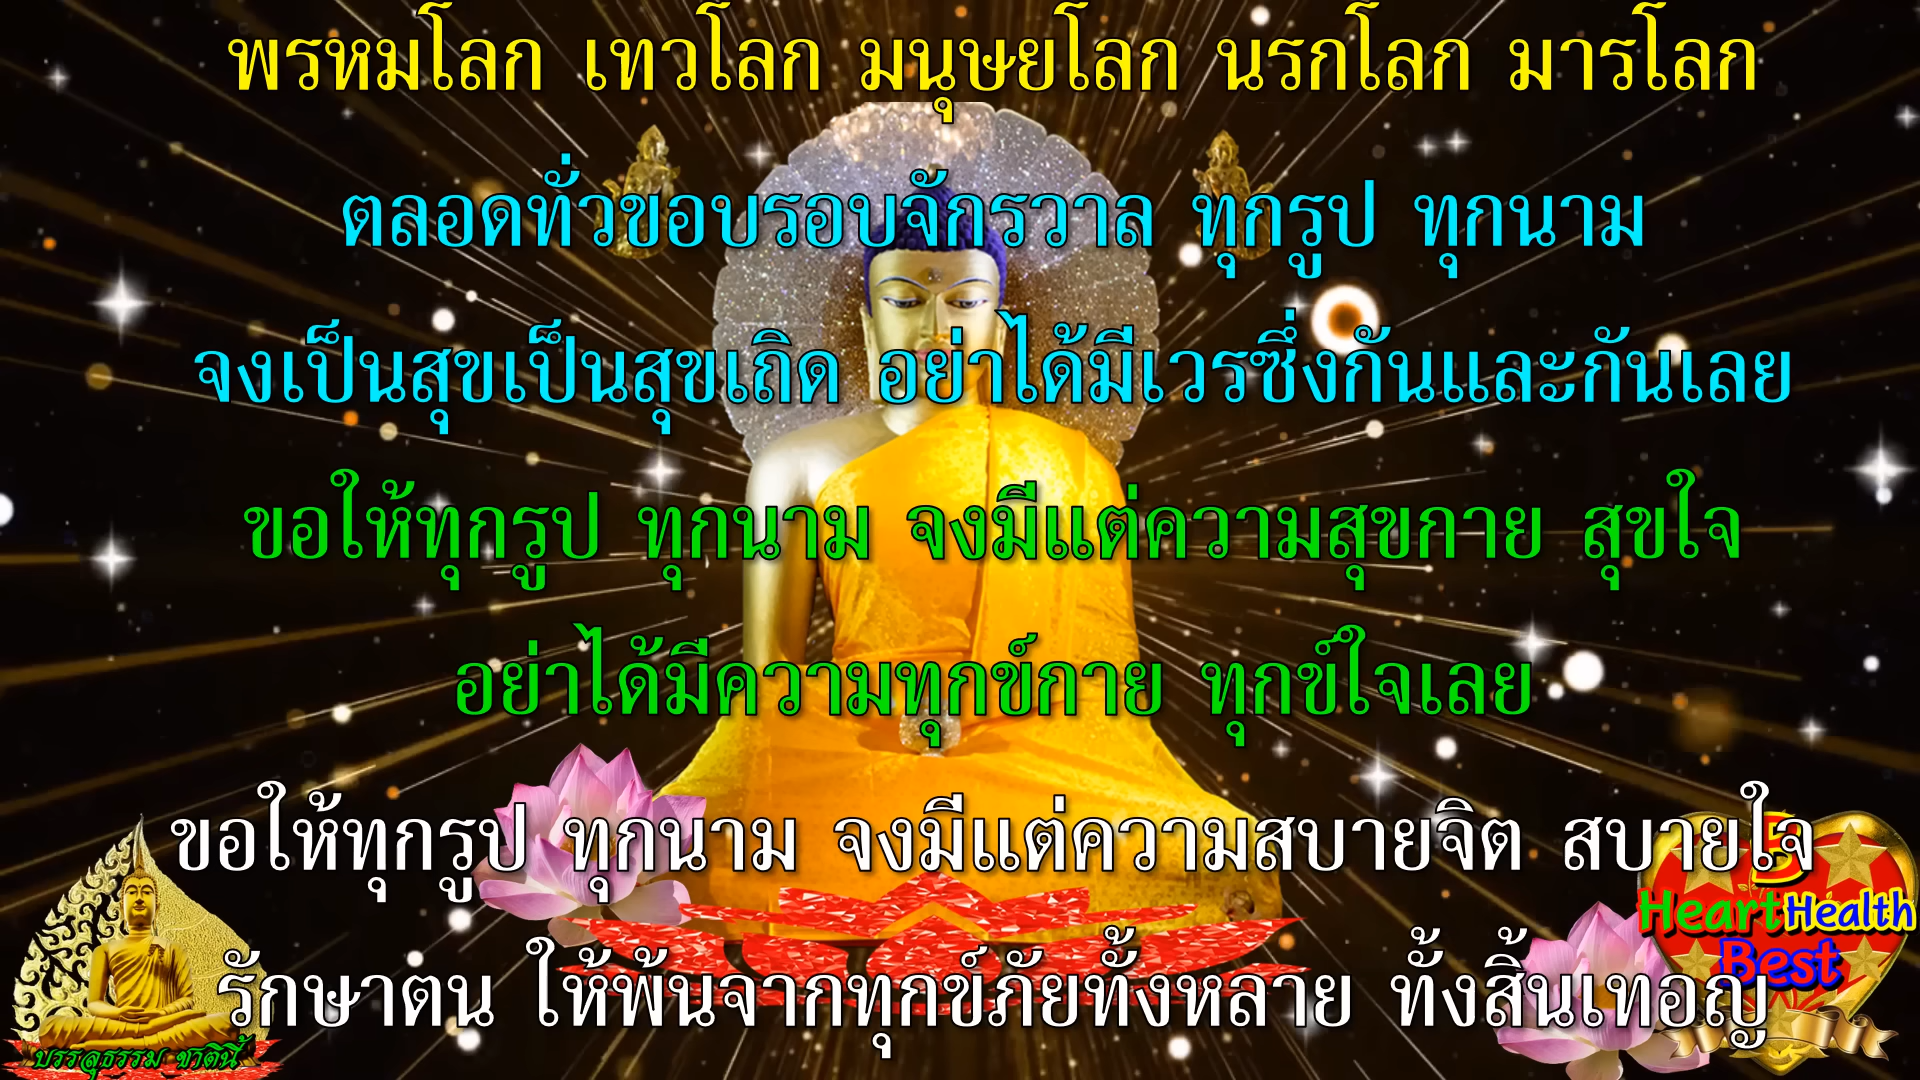 พรหมโลก เทวโลก มนุษยโลก นรกโลก มารโลก
ตลอดทั่วขอบรอบจักรวาล ทุกรูป ทุกนาม
จงเป็นสุขเป็นสุขเถิด อย่าได้มีเวรซึ่งกันและกันเลย
ขอให้ทุกรูป ทุกนาม จงมีแต่ความสุขกาย สุขใจ
อย่าได้มีความทุกข์กาย ทุกข์ใจเลย
ขอให้ทุกรูป ทุกนาม จงมีแต่ความสบายจิต สบายใจ
รักษาตน ให้พ้นจากทุกข์ภัยทั้งหลาย ทั้งสิ้นเทอญ
บรรลุธรรม ชาตินี้
5
Heart Health
Best